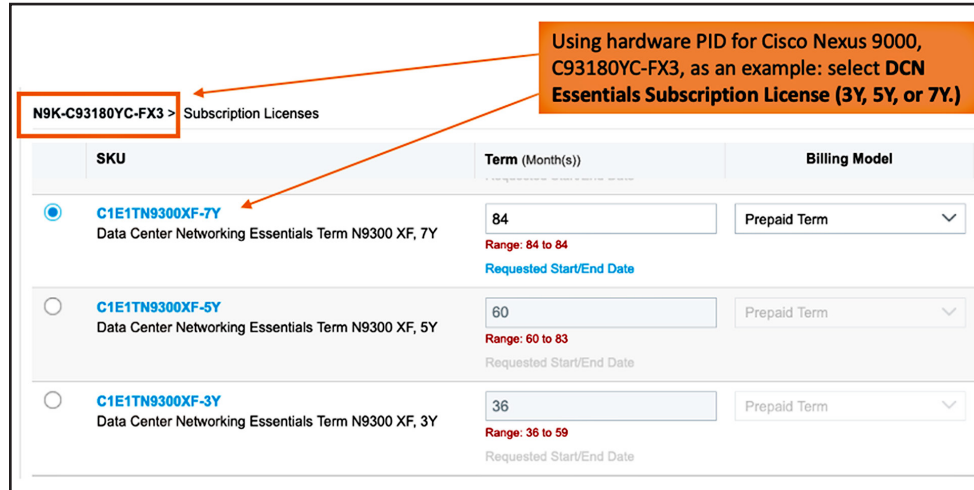 Using hardware PID for Cisco Nexus 9000,
C93180YC-FX3, as an example: select DCN
Essentials Subscription License (3Y, 5Y, or 7Y.)
N9K-C93180YC-FX3 > Subscription Licenses
SKU Term (Month(s)) Billing Model
C1E1TN9300XF-7Y 84 Prepaid Term
Data Center Networking Essentials Term N9300 XF, 7Y
Range: 84 to 84
Requested Start/End Date
C1E1TN9300XF-5Y 60 Prepaid Term
Data Center Networking Essentials Term N9300 XF, 5Y
Range: 60 to 83
Requested Start/End Date
C1E1TN9300XF-3Y 36 Prepaid Term
Data Center Networking Essentials Term N9300 XF, 3Y
Range: 36 to 59
Requested Start/End Date